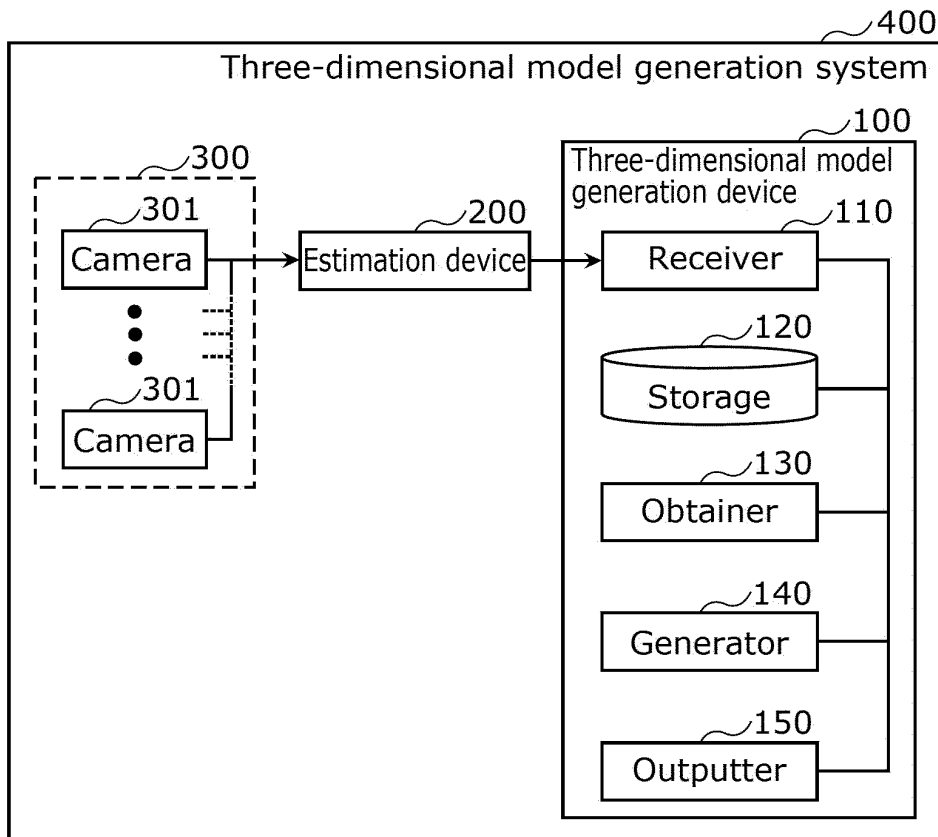 400
Three-dimensional model generation system
100
Three-dimensional model
generation device
300
301
Camera
200
Estimation device
110
Receiver
120
Storage
301
Camera
130
Obtainer
140
Generator
150
Outputter